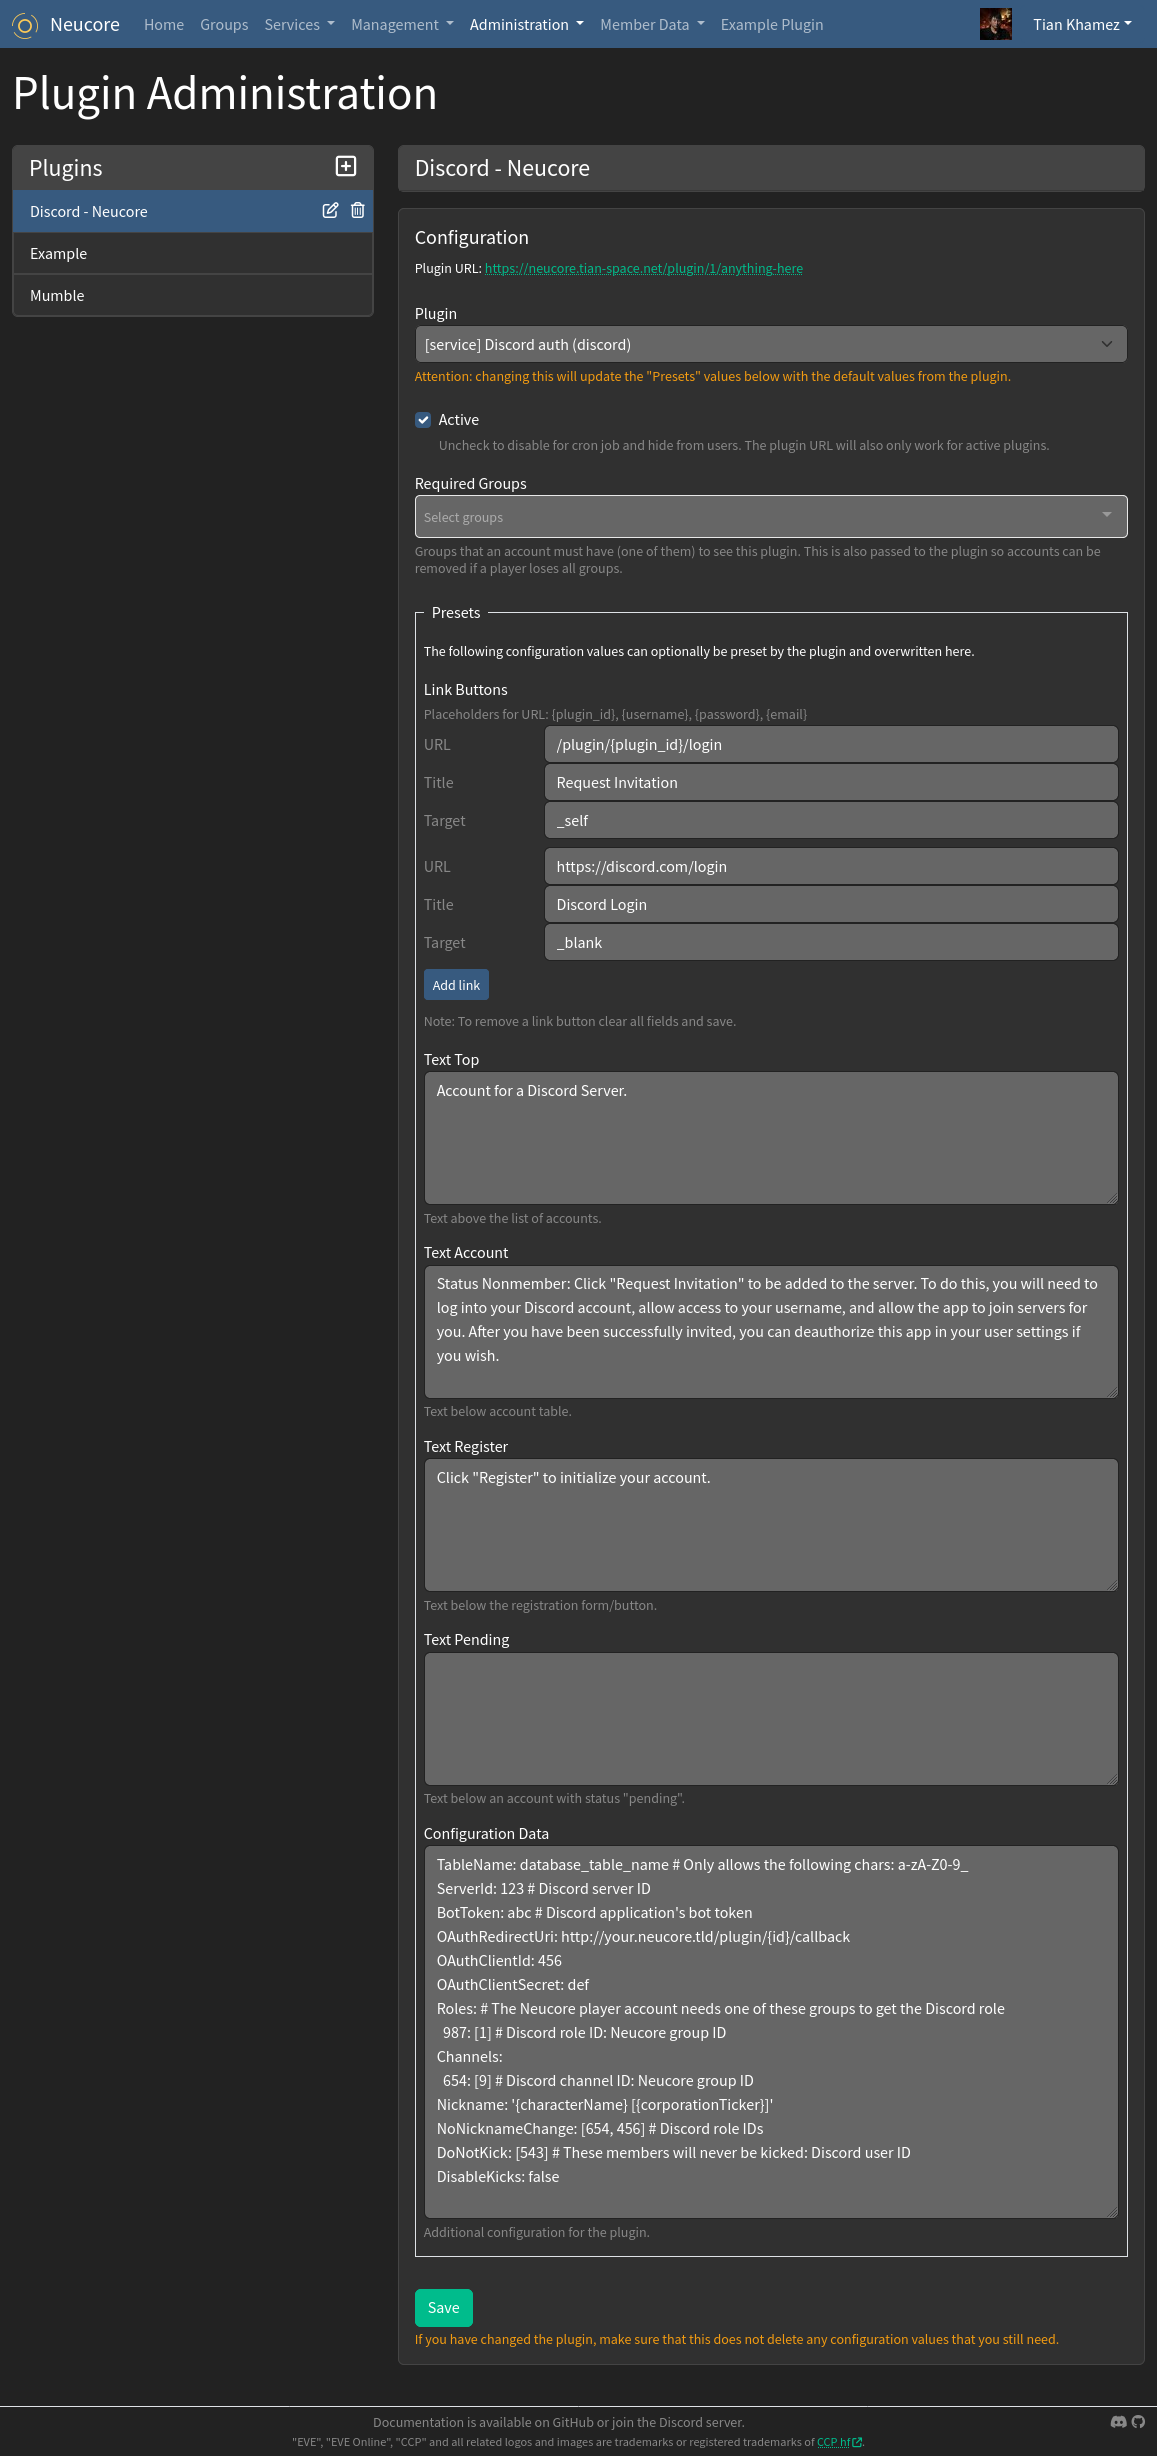 Neucore Home Groups Services Management Administration Member Data Example Plugin Tian Khamez
Plugin Administration
Plugins
Discord - Neucore
Example
Mumble
Discord - Neucore
Configuration
Plugin URL: https://neucore.tian-space.net/plugin/1/anything-here
Plugin
[service] Discord auth (discord)
Attention: changing this will update the "Presets" values below with the default values from the plugin.
Active
Uncheck to disable for cron job and hide from users. The plugin URL will also only work for active plugins.
Required Groups
Select groups
Groups that an account must have (one of them) to see this plugin. This is also passed to the plugin so accounts can be
removed if a player loses all groups.
Presets
The following configuration values can optionally be preset by the plugin and overwritten here.
Link Buttons
Placeholders for URL: {plugin_id}, {username}, {password}, {email}
URL /plugin/{plugin_id}/login
Title Request Invitation
Target _self
URL https://discord.com/login
Title Discord Login
Target _blank
Add link
Note: To remove a link button clear all fields and save.
Text Top
Account for a Discord Server.
Text above the list of accounts.
Text Account
Status Nonmember: Click "Request Invitation" to be added to the server. To do this, you will need to
log into your Discord account, allow access to your username, and allow the app to join servers for
you. After you have been successfully invited, you can deauthorize this app in your user settings if
you wish.
Text below account table.
Text Register
Click "Register" to initialize your account.
Text below the registration form/button.
Text Pending
Text below an account with status "pending".
Configuration Data
TableName: database_table_name # Only allows the following chars: a-zA-Z0-9_
ServerId: 123 # Discord server ID
BotToken: abc # Discord application's bot token
OAuthRedirectUri: http://your.neucore.tld/plugin/{id}/callback
OAuthClientId: 456
OAuthClientSecret: def
Roles: # The Neucore player account needs one of these groups to get the Discord role
987: [1] # Discord role ID: Neucore group ID
Channels:
654: [9] # Discord channel ID: Neucore group ID
Nickname: '{characterName} [{corporationTicker}]'
NoNicknameChange: [654, 456] # Discord role IDs
DoNotKick: [543] # These members will never be kicked: Discord user ID
DisableKicks: false
Additional configuration for the plugin.
Save
If you have changed the plugin, make sure that this does not delete any configuration values that you still need.
Documentation is available on GitHub or join the Discord server.
"EVE", "EVE Online", "CCP" and all related logos and images are trademarks or registered trademarks of CCP hf.